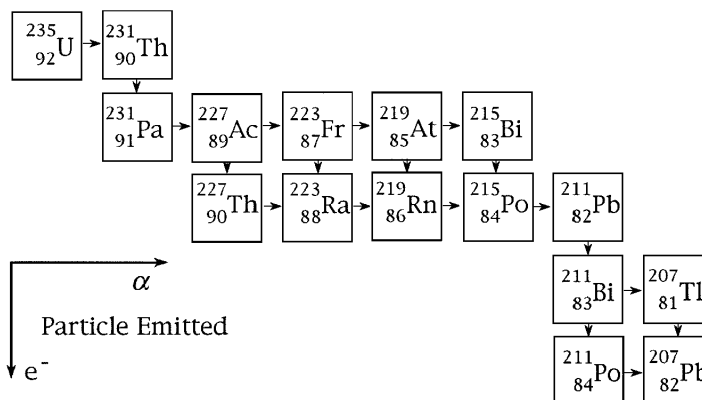 235 92 U 231 90 Th
231 91 Pa 227 89 Ac 223 87 Fr 219 85 At 215 83 Bi
227 90 Th 223 88 Ra 219 86 Rn 215 84 Po 211 82 Pb
α
211 83 Bi 207 81 Tl
Particle Emitted
e-
211 84 Po 207 82 Pb